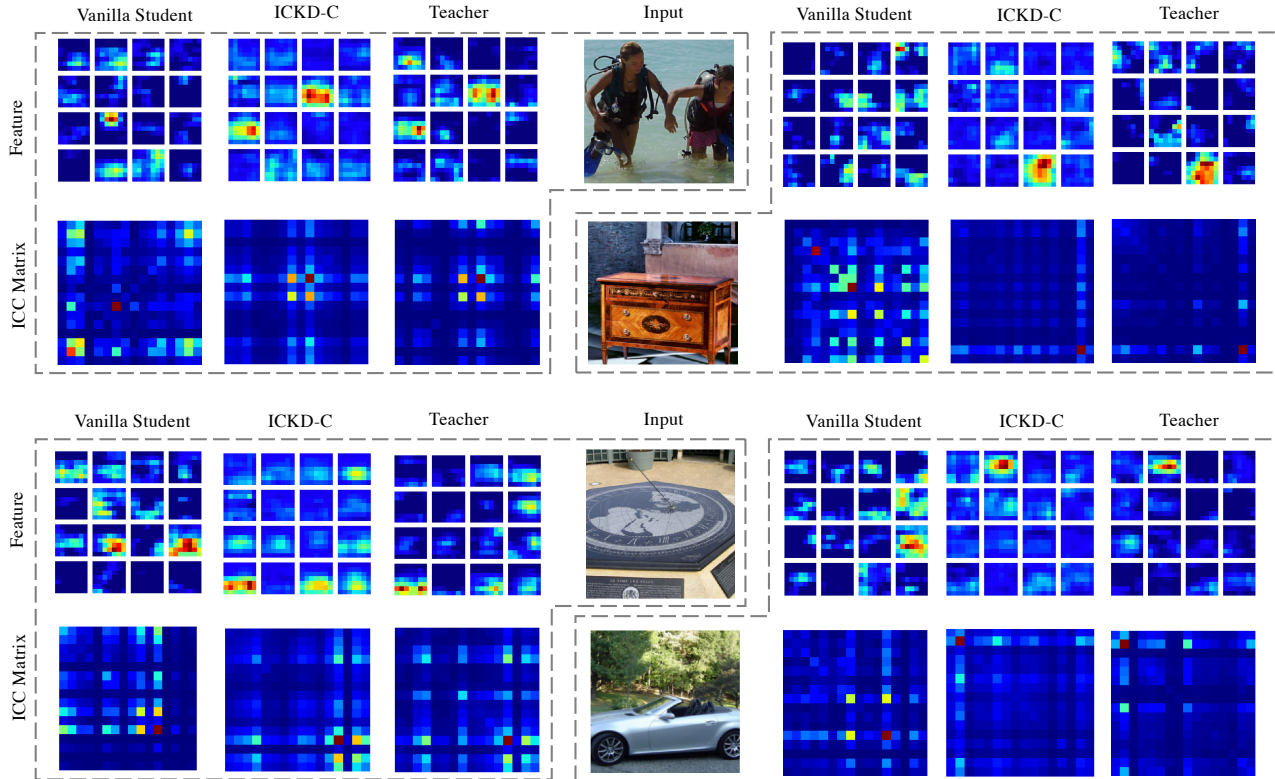 Vanilla Student ICKD-C Teacher Input Vanilla Student ICKD-C Teacher
Feature
ICC Matrix
Vanilla Student ICKD-C Teacher Input Vanilla Student ICKD-C Teacher
Feature
ICC Matrix